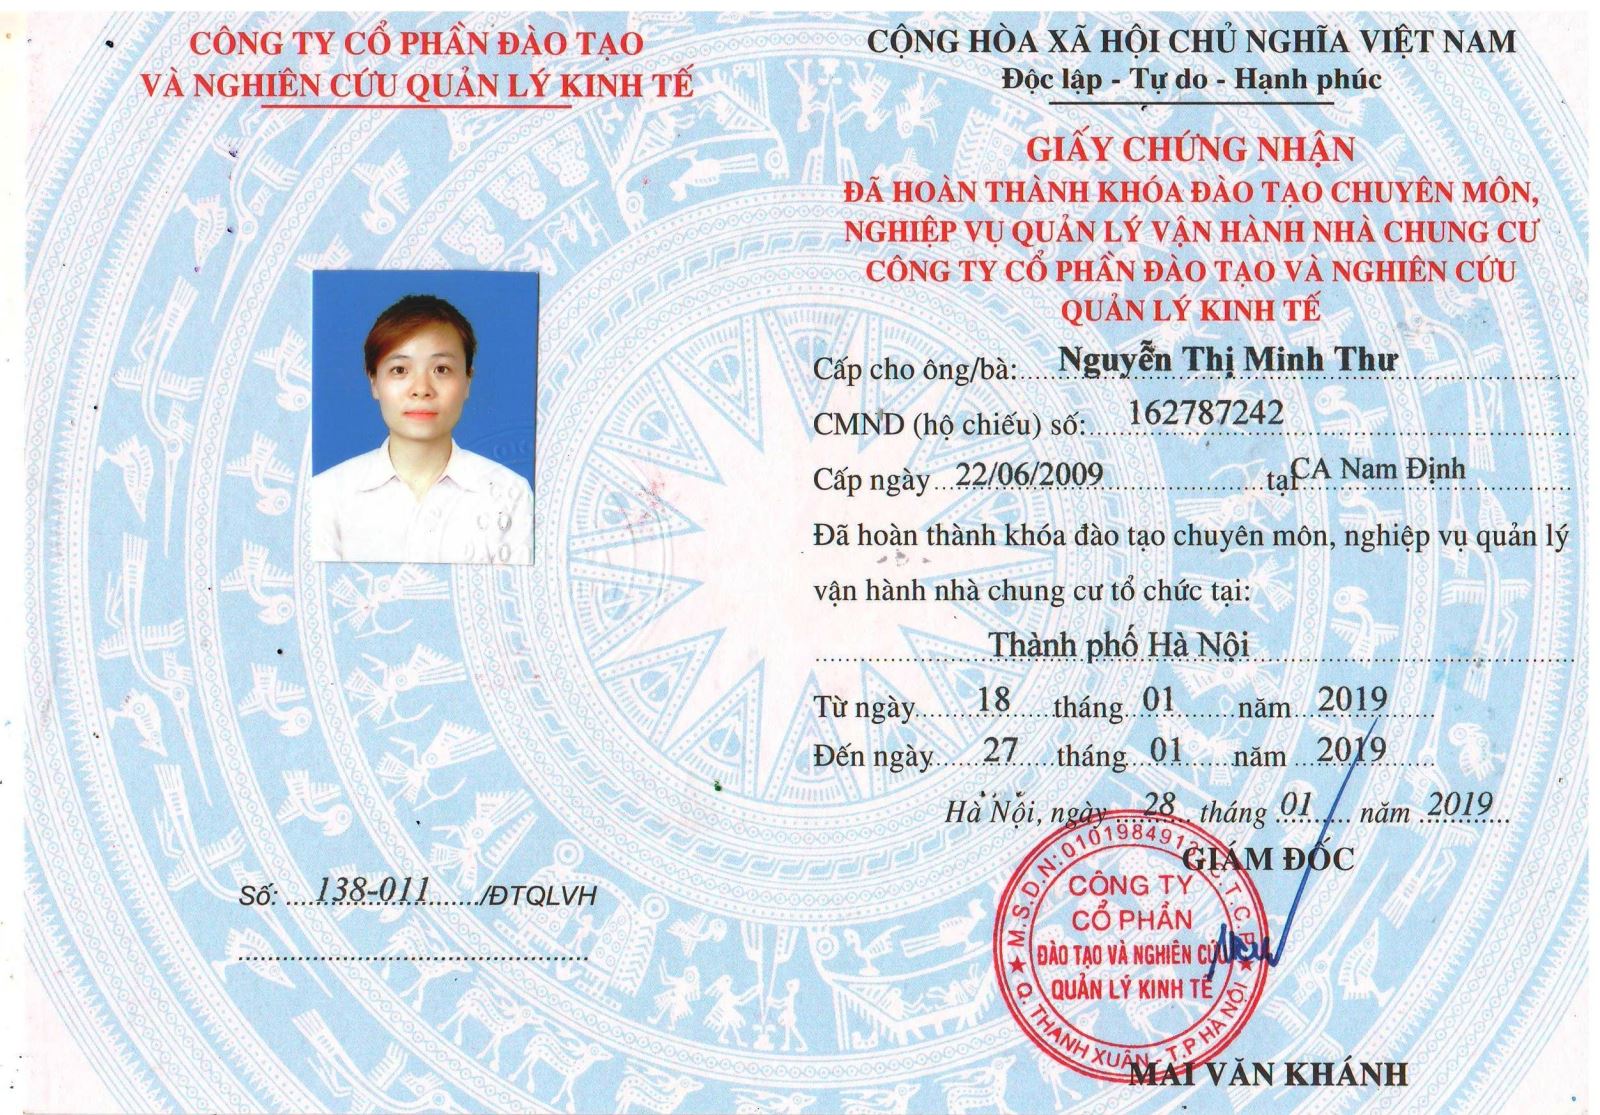 CÔNG TY CỔ PHẦN ĐÀO TẠO
VÀ NGHIÊN CỨU QUẢN LÝ KINH TẾ
Số: 138-011 /ĐTQLVH
CỘNG HÒA XÃ HỘI CHỦ NGHĨA VIỆT NAM
Độc lập - Tự do - Hạnh phúc
GIẤY CHỨNG NHẬN
ĐÃ HOÀN THÀNH KHÓA ĐÀO TẠO CHUYÊN MÔN,
NGHIỆP VỤ QUẢN LÝ VẬN HÀNH NHÀ CHUNG CƯ
CÔNG TY CỔ PHẦN ĐÀO TẠO VÀ NGHIÊN CỨU
QUẢN LÝ KINH TẾ
Cấp cho ông/bà: Nguyễn Thị Minh Thư
CMND (hộ chiếu) số: 162787242
Cấp ngày 22/06/2009 tại CA Nam Định
Đã hoàn thành khóa đào tạo chuyên môn, nghiệp vụ quản lý
vận hành nhà chung cư tổ chức tại:
Thành phố Hà Nội
Từ ngày 18 tháng 01 năm 2019
Đến ngày 27 tháng 01 năm 2019
Hà Nội, ngày 28 tháng 01 năm 2019
GIÁM ĐỐC
CÔNG TY
CỔ PHẦN
ĐÀO TẠO VÀ NGHIÊN CỨU
QUẢN LÝ KINH TẾ
Q. THANH XUÂN - T.P HÀ NỘI
MAI VĂN KHÁNH